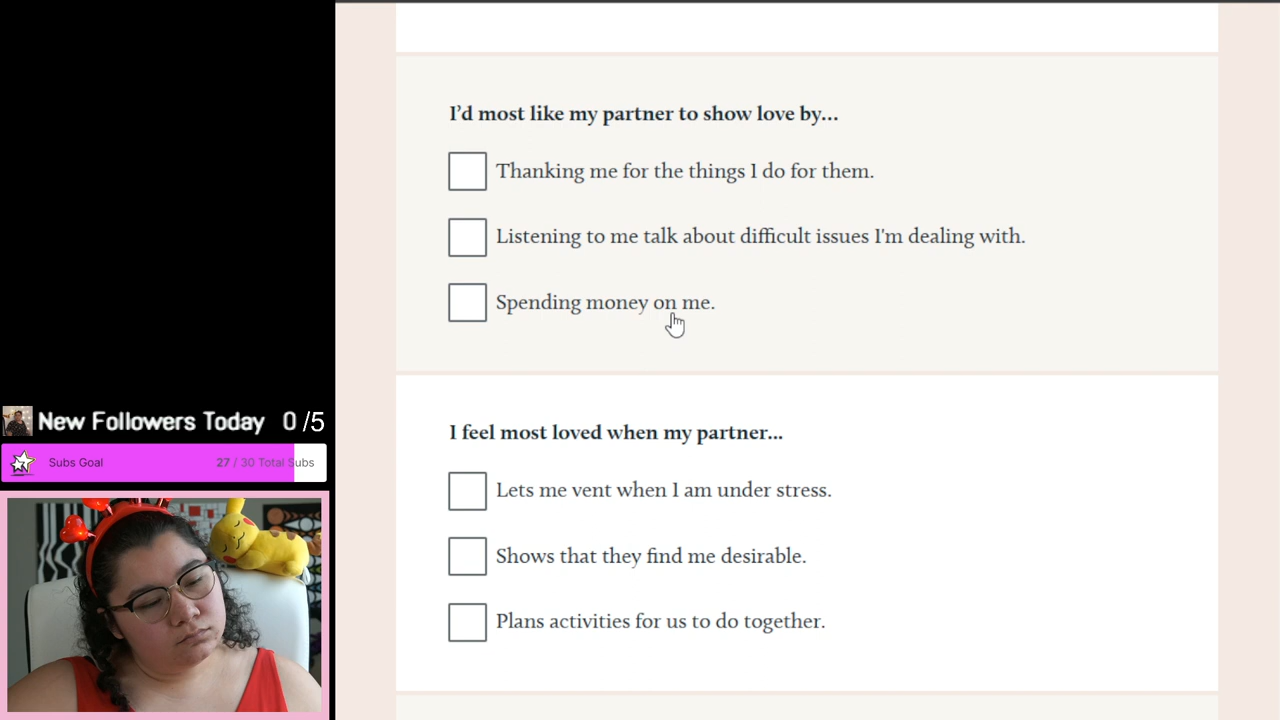 I'd most like my partner to show love by...
Thanking me for the things I do for them.
Listening to me talk about difficult issues I'm dealing with.
Spending money on me.
I feel most loved when my partner...
Lets me vent when I am under stress.
Shows that they find me desirable.
Plans activities for us to do together.
New Followers Today 0 /5
Subs Goal 27 / 30 Total Subs